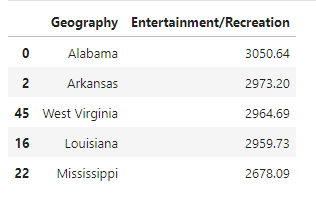 Geography Entertainment/Recreation
0 Alabama 3050.64
2 Arkansas 2973.20
45 West Virginia 2964.69
16 Louisiana 2959.73
22 Mississippi 2678.09